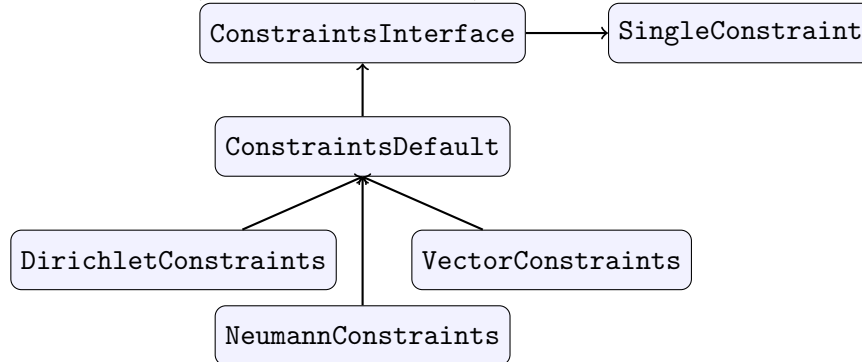 ConstraintsInterface
SingleConstraint
ConstraintsDefault
DirichletConstraints
VectorConstraints
NeumannConstraints